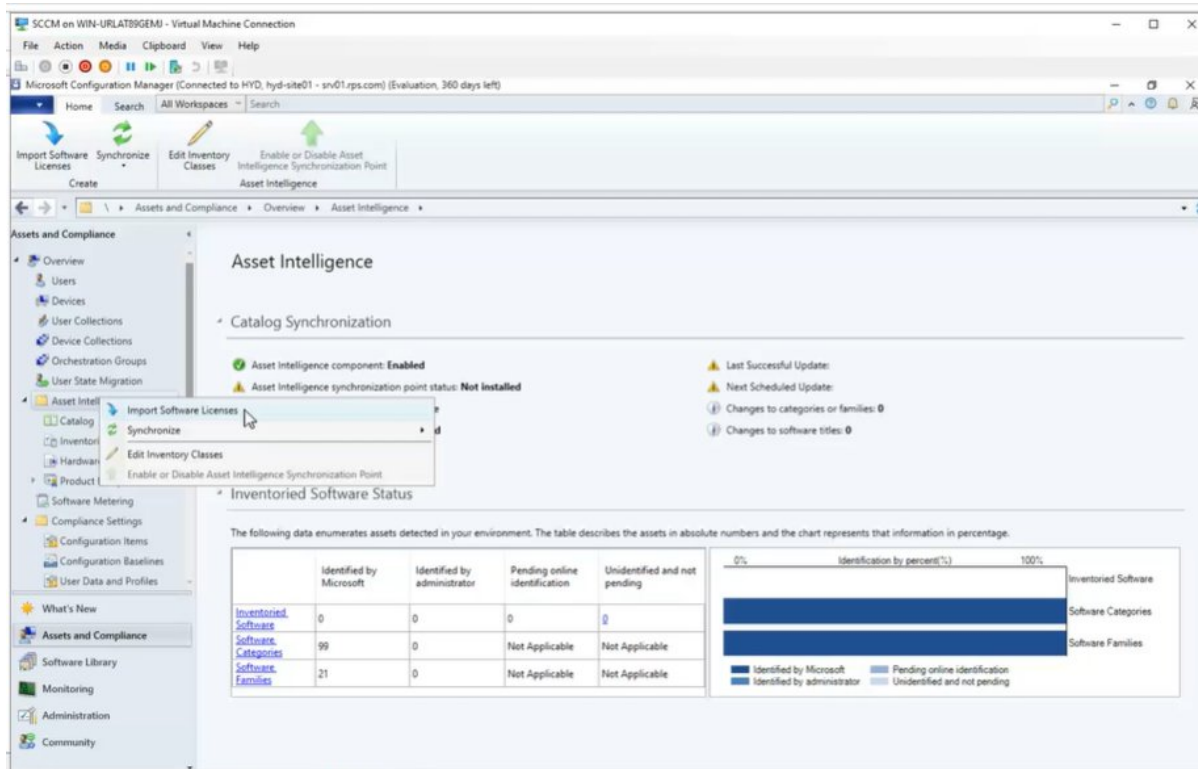 SCCM on WIN-URLAT89GEMJ - Virtual Machine Connection
File Action Media Clipboard View Help
Microsoft Configuration Manager (Connected to HYD, hyd-site01 - srv01.rps.com) (Evaluation, 360 days left)
Home Search All Workspaces Search
Import Software Licenses
Synchronize
Edit Inventory Classes
Enable or Disable Asset Intelligence Synchronization Point
Create
Asset Intelligence
\ Assets and Compliance Overview Asset Intelligence
Assets and Compliance
Overview
Users
Devices
User Collections
Device Collections
Orchestration Groups
User State Migration
Asset Intell
Catalog
Inventori
Hardwar
Product
Software Metering
Compliance Settings
Configuration Items
Configuration Baselines
User Data and Profiles
What's New
Assets and Compliance
Software Library
Monitoring
Administration
Community
Import Software Licenses
Synchronize
Edit Inventory Classes
Enable or Disable Asset Intelligence Synchronization Point
Asset Intelligence
Catalog Synchronization
Asset Intelligence component: Enabled
Asset Intelligence synchronization point status: Not installed
Last Successful Update:
Next Scheduled Update:
Changes to categories or families: 0
Changes to software titles: 0
Inventoried Software Status
The following data enumerates assets detected in your environment. The table describes the assets in absolute numbers and the chart represents that information in percentage.
Identified by Microsoft
Identified by administrator
Pending online identification
Unidentified and not pending
Inventoried Software 0 0 0 0
Software Categories 99 0 Not Applicable Not Applicable
Software Families 21 0 Not Applicable Not Applicable
0% Identification by percent(%) 100%
Inventoried Software
Software Categories
Software Families
Identified by Microsoft
Pending online identification
Identified by administrator
Unidentified and not pending